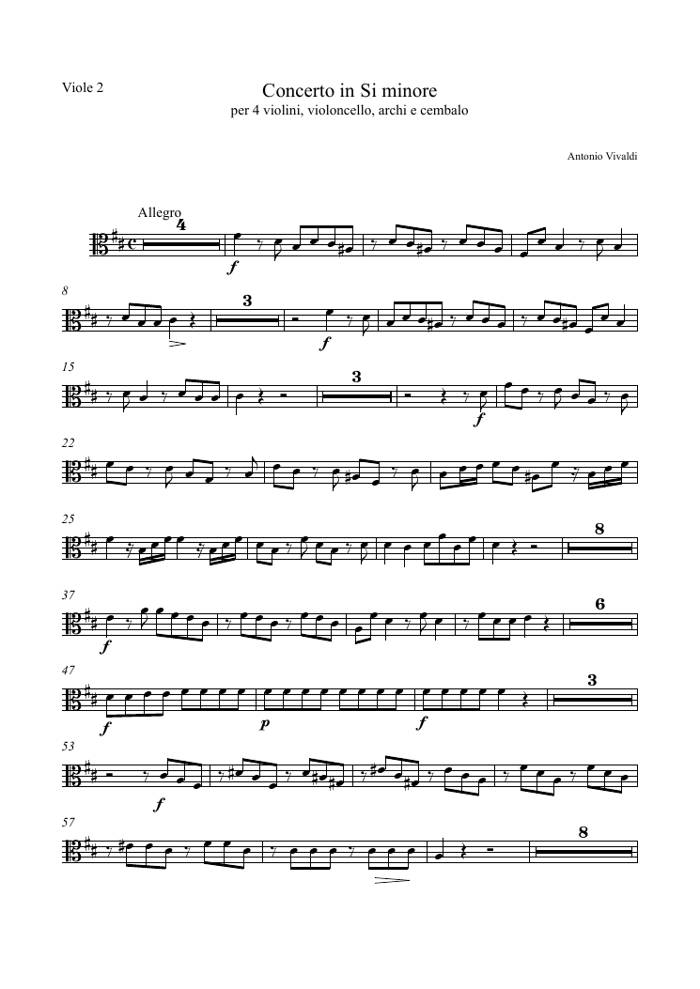 Viole 2
Concerto in Si minore
per 4 violini, violoncello, archi e cembalo
Antonio Vivaldi
Allegro
4
f
8
3
f
15
3
f
22
25
8
37
6
f
47
3
f p f
53
f
57
8